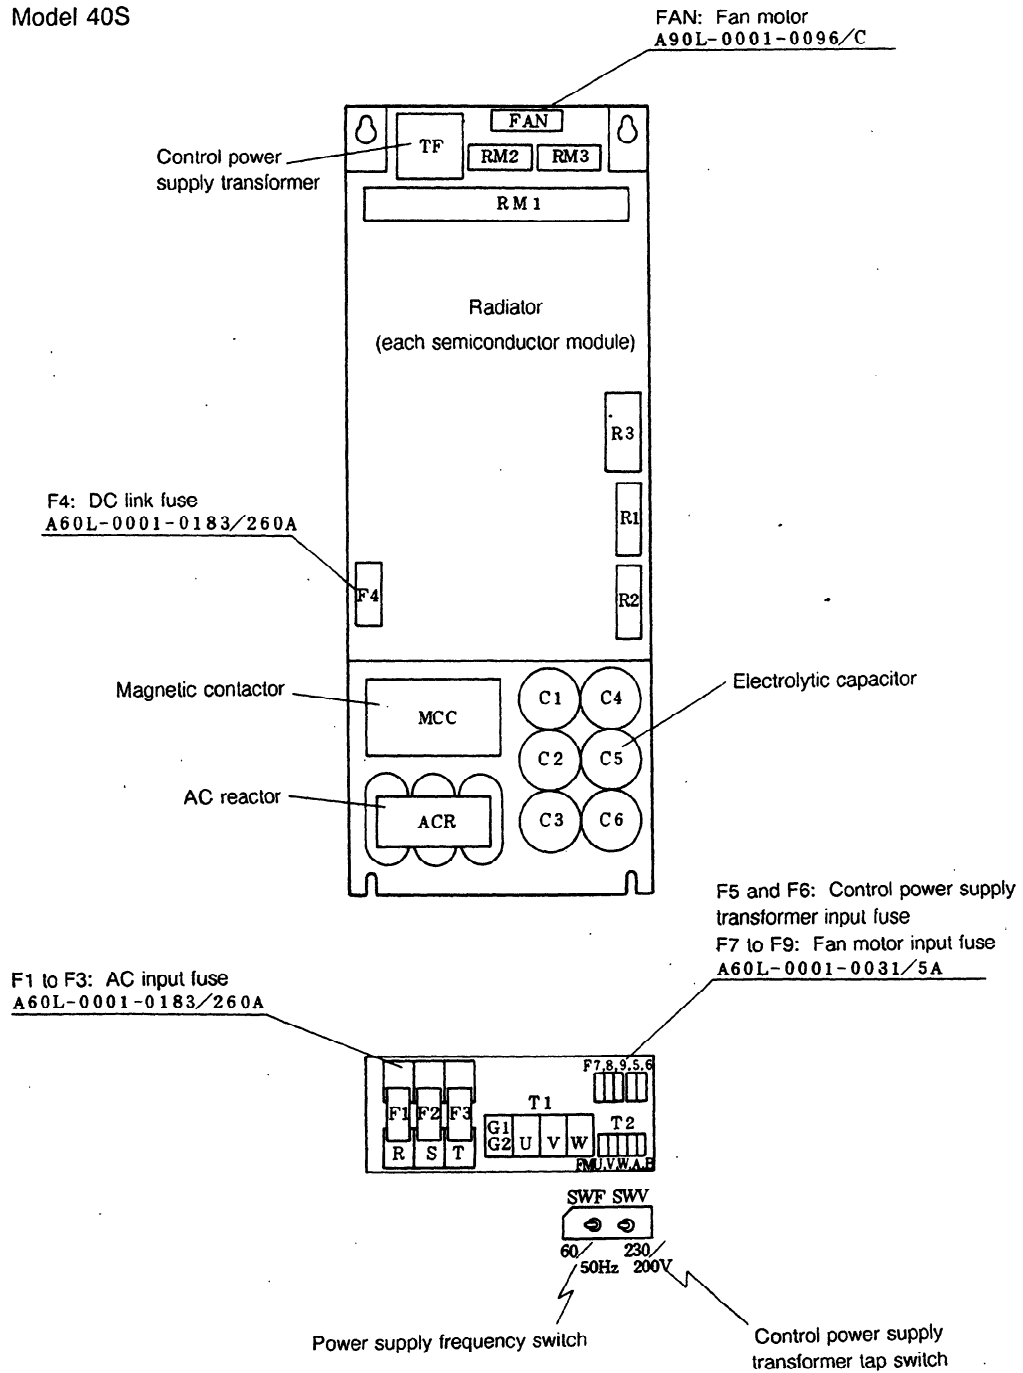 Model 40S
FAN: Fan motor
A90L-0001-0096/C
FAN
TF
RM2
RM3
Control power
supply transformer
RM1
Radiator
(each semiconductor module)
R3
F4: DC link fuse
A60L-0001-0183/260A
R1
F4
R2
Magnetic contactor
MCC
C1
C4
Electrolytic capacitor
C2
C5
AC reactor
ACR
C3
C6
F5 and F6: Control power supply
transformer input fuse
F7 to F9: Fan motor input fuse
A60L-0001-0031/5A
F1 to F3: AC input fuse
A60L-0001-0183/260A
F7,8,9,5,6
F1
F2
F3
T1
T2
G1
G2
U
V
W
R
S
T
FMU,V,W,A,B
SWF SWV
60/
50Hz
230/
200V
Power supply frequency switch
Control power supply
transformer tap switch